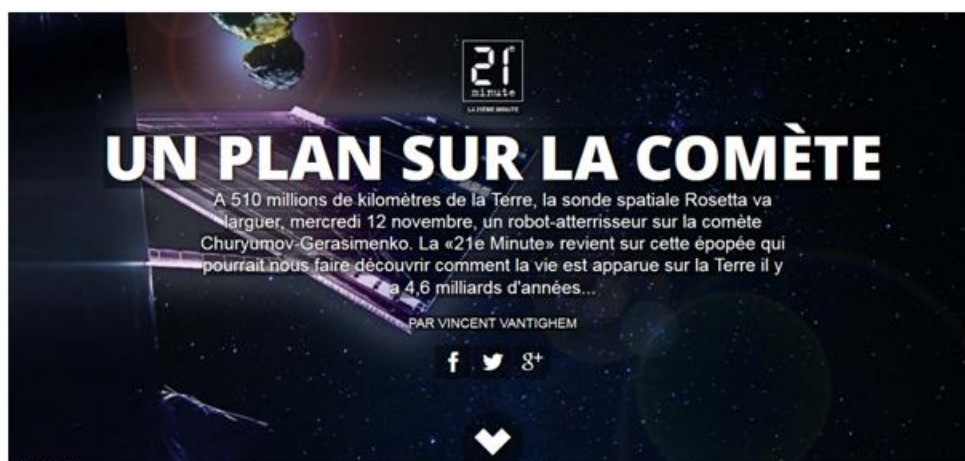 21e
minute
LA 21ÈME MINUTE
UN PLAN SUR LA COMÈTE
A 510 millions de kilomètres de la Terre, la sonde spatiale Rosetta va
larguer, mercredi 12 novembre, un robot-atterrisseur sur la comète
Churyumov-Gerasimenko. La «21e Minute» revient sur cette épopée qui
pourrait nous faire découvrir comment la vie est apparue sur la Terre il y
a 4,6 milliards d'années...
PAR VINCENT VANTIGHEM
f 8+